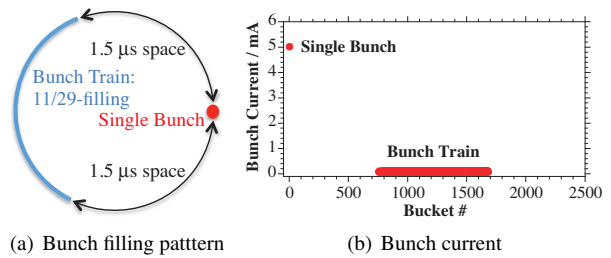 1.5 µs space
Bunch Train:
11/29-filling
Single Bunch
1.5 µs space
(a) Bunch filling patttern
Bunch Current / mA
6
5
4
3
2
1
0
Single Bunch
Bunch Train
0 500 1000 1500 2000 2500
Bucket #
(b) Bunch current